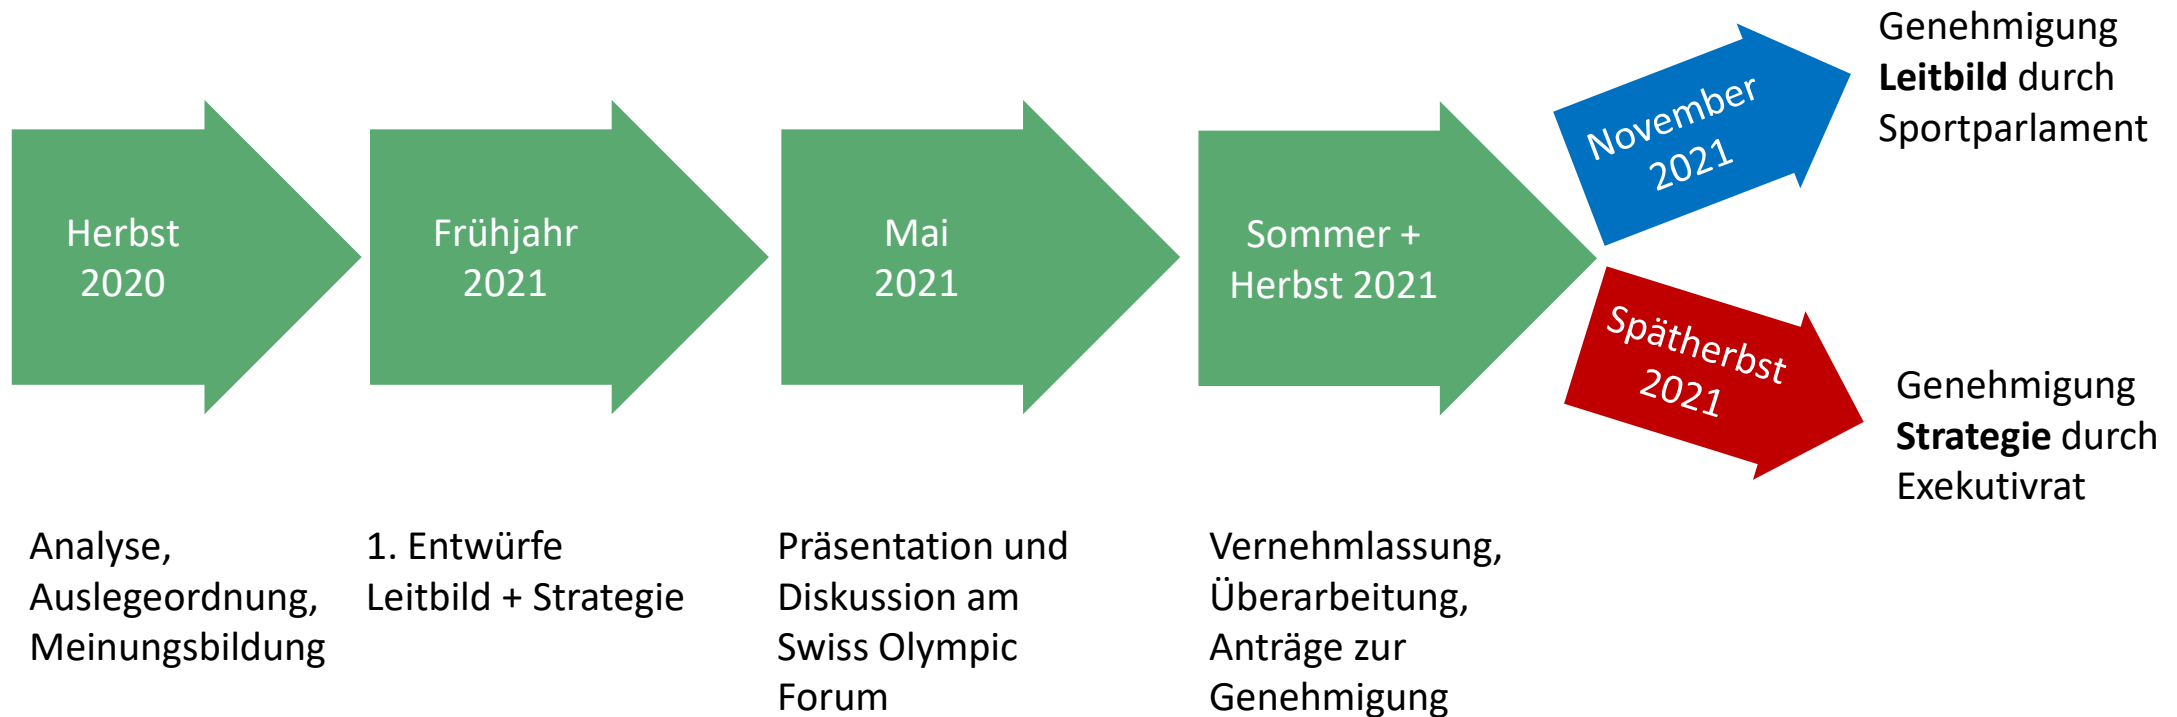 Herbst
2020
Analyse,
Auslegeordnung,
Meinungsbildung
Frühjahr
2021
1. Entwürfe
Leitbild + Strategie
Mai
2021
Präsentation und
Diskussion am
Swiss Olympic
Forum
Sommer +
Herbst 2021
Vernehmlassung,
Überarbeitung,
Anträge zur
Genehmigung
November
2021
Genehmigung
Leitbild durch
Sportparlament
Spätherbst
2021
Genehmigung
Strategie durch
Exekutivrat